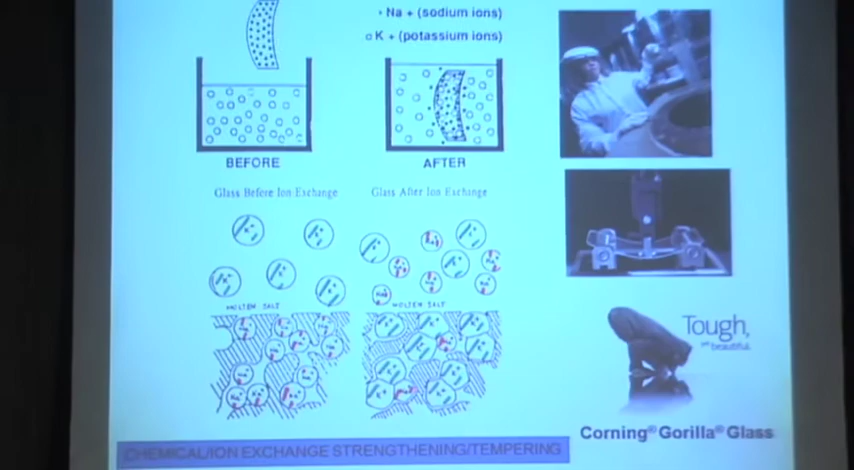 • Na + (sodium ions)
o K + (potassium ions)
BEFORE
AFTER
Glass Before Ion Exchange
Glass After Ion Exchange
MOLTEN SALT
MOLTEN SALT
Tough,
yet beautiful.
Corning® Gorilla® Glass
CHEMICAL/ION EXCHANGE STRENGTHENING/TEMPERING